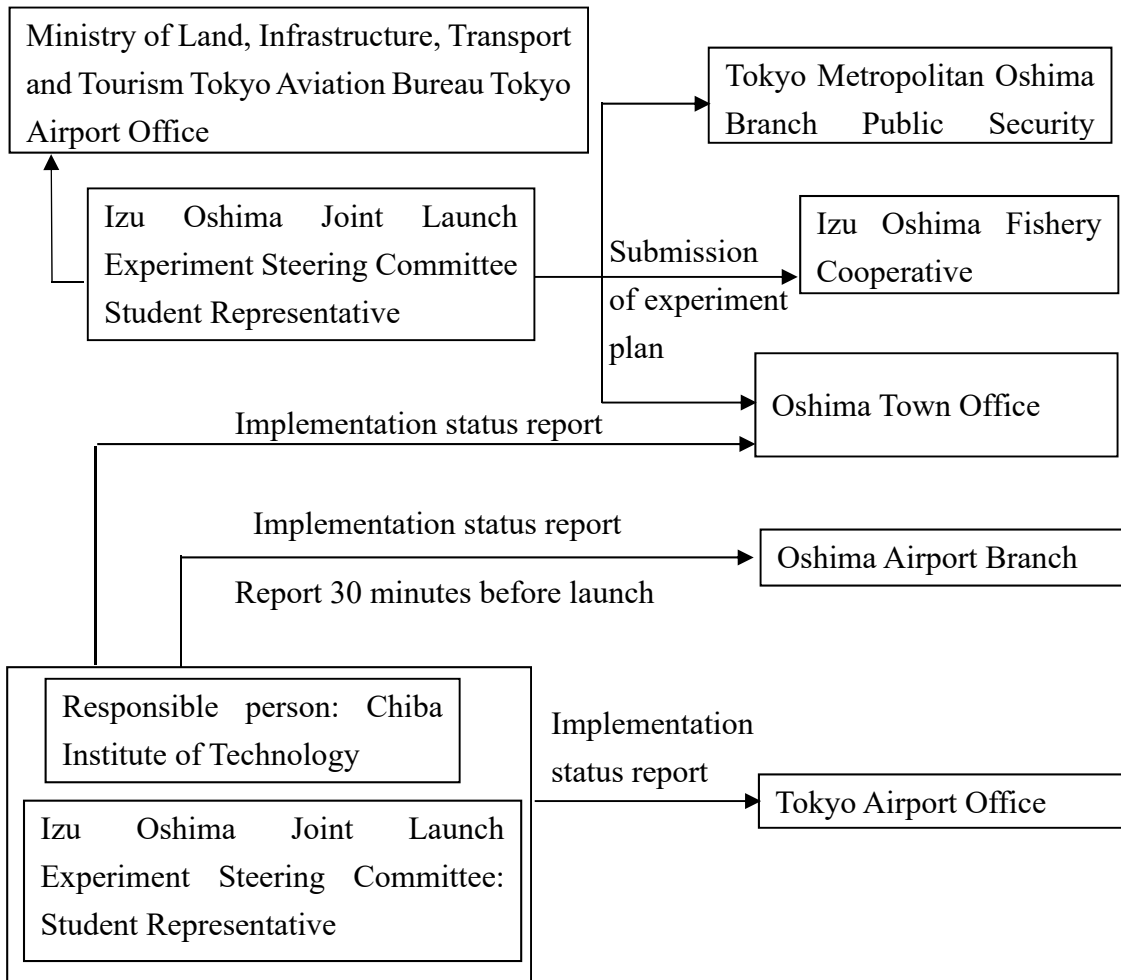 Ministry of Land, Infrastructure, Transport
and Tourism Tokyo Aviation Bureau Tokyo
Airport Office
Tokyo Metropolitan Oshima
Branch Public Security
Izu Oshima Joint Launch
Experiment Steering Committee
Student Representative
Submission
of experiment
plan
Izu Oshima Fishery
Cooperative
Oshima Town Office
Implementation status report
Implementation status report
Report 30 minutes before launch
Oshima Airport Branch
Responsible person: Chiba
Institute of Technology
Izu Oshima Joint Launch
Experiment Steering Committee:
Student Representative
Implementation
status report
Tokyo Airport Office